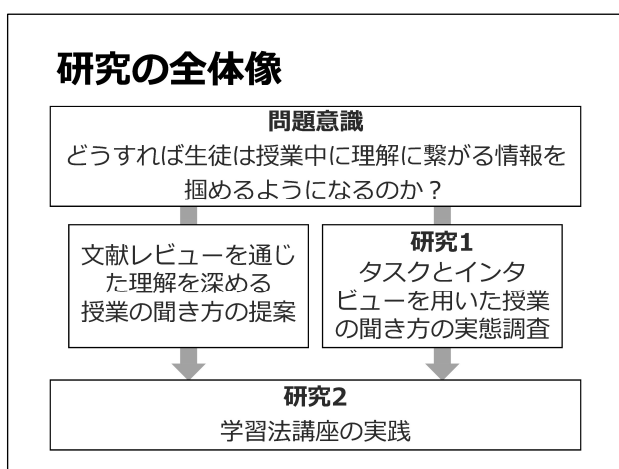 研究の全体像
問題意識
どうすれば生徒は授業中に理解に繋がる情報を
掴めるようになるのか？
文献レビューを通じ
た理解を深める
授業の聞き方の提案
研究1
タスクとインタ
ビューを用いた授業
の聞き方の実態調査
研究2
学習法講座の実践